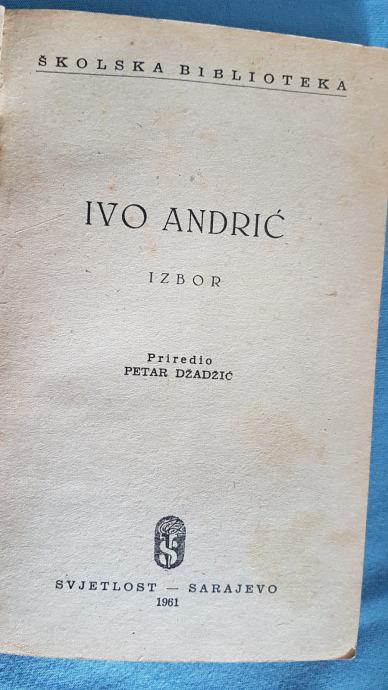 ŠKOLSKA BIBLIOTEKA
IVO ANDRIĆ
IZBOR
Priredio
PETAR DŽADŽIĆ
SVJETLOST — SARAJEVO
1961